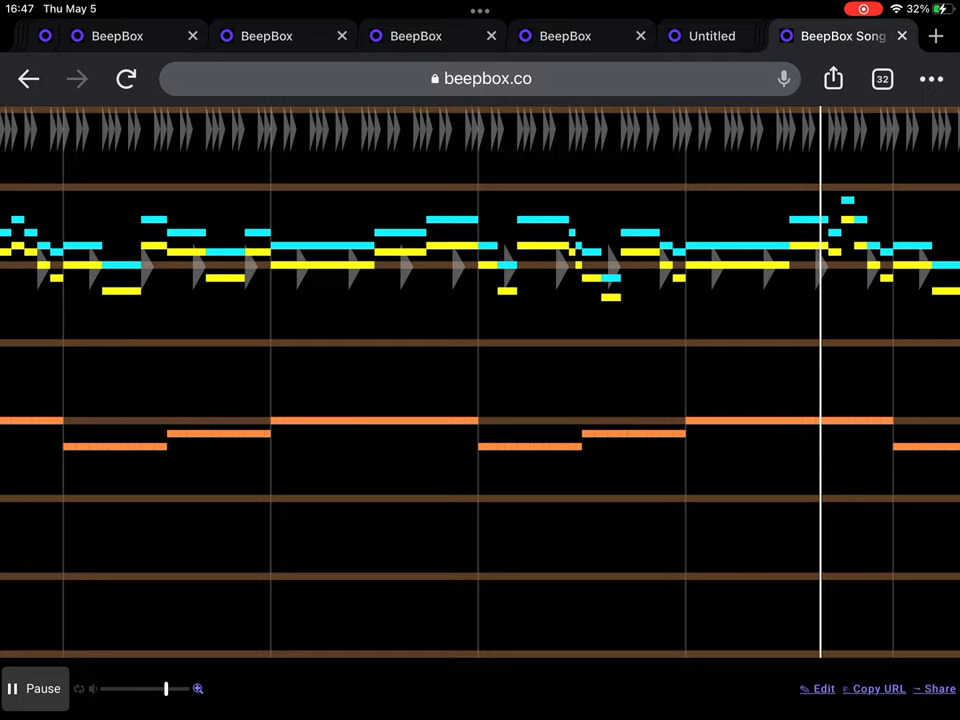 16:47 Thu May 5 32%
BeepBox BeepBox BeepBox BeepBox Untitled BeepBox Song
beepbox.co 32
Pause Edit Copy URL Share